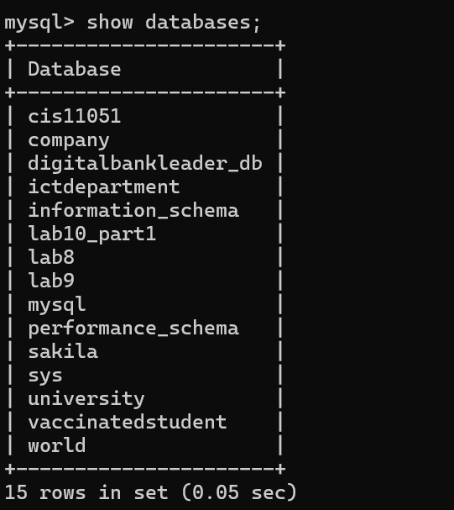 mysql> show databases;
+----------------------+
| Database             |
+----------------------+
| cis11051             |
| company              |
| digitalbankleader_db |
| ictdepartment        |
| information_schema   |
| lab10_part1          |
| lab8                 |
| lab9                 |
| mysql                |
| performance_schema   |
| sakila               |
| sys                  |
| university           |
| vaccinatedstudent    |
| world                |
+----------------------+
15 rows in set (0.05 sec)